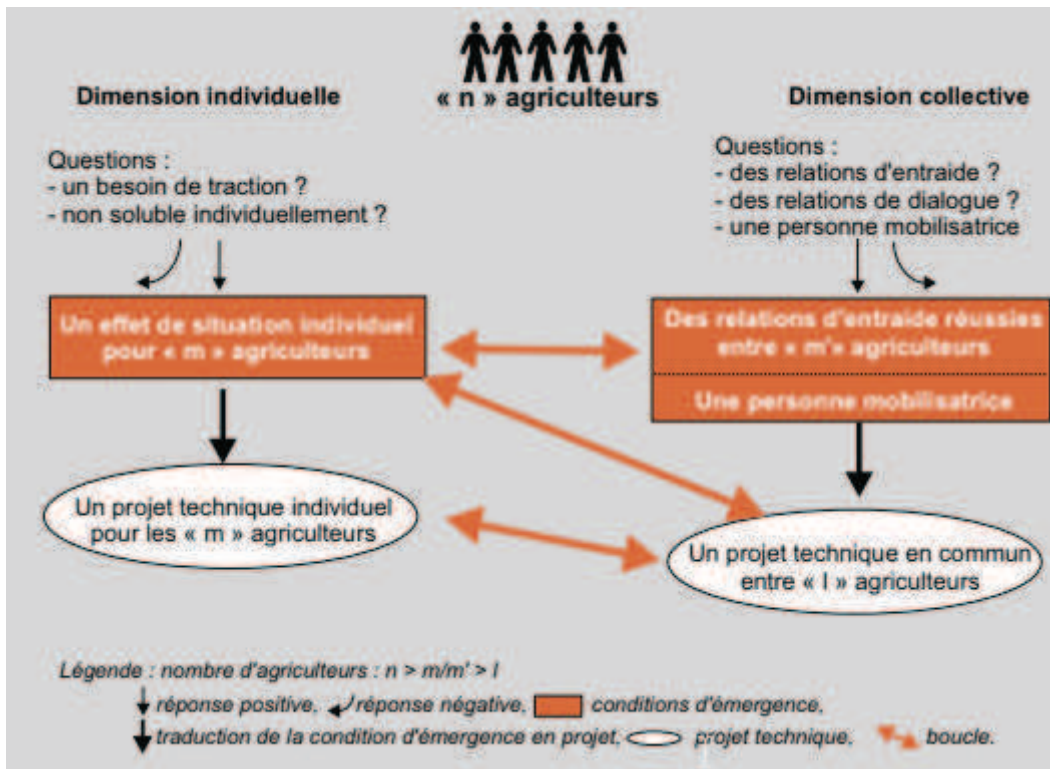 « n » agriculteurs
Dimension individuelle
Questions :
- un besoin de traction ?
- non soluble individuellement ?
Un effet de situation individuel
pour « m » agriculteurs
Un projet technique individuel
pour les « m » agriculteurs
Dimension collective
Questions :
- des relations d'entraide ?
- des relations de dialogue ?
- une personne mobilisatrice
Des relations d'entraide réussies
entre « m'» agriculteurs
Une personne mobilisatrice
Un projet technique en commun
entre « l » agriculteurs
Légende : nombre d'agriculteurs : n > m/m' > l
réponse positive, réponse négative, conditions d'émergence,
traduction de la condition d'émergence en projet, projet technique, boucle.